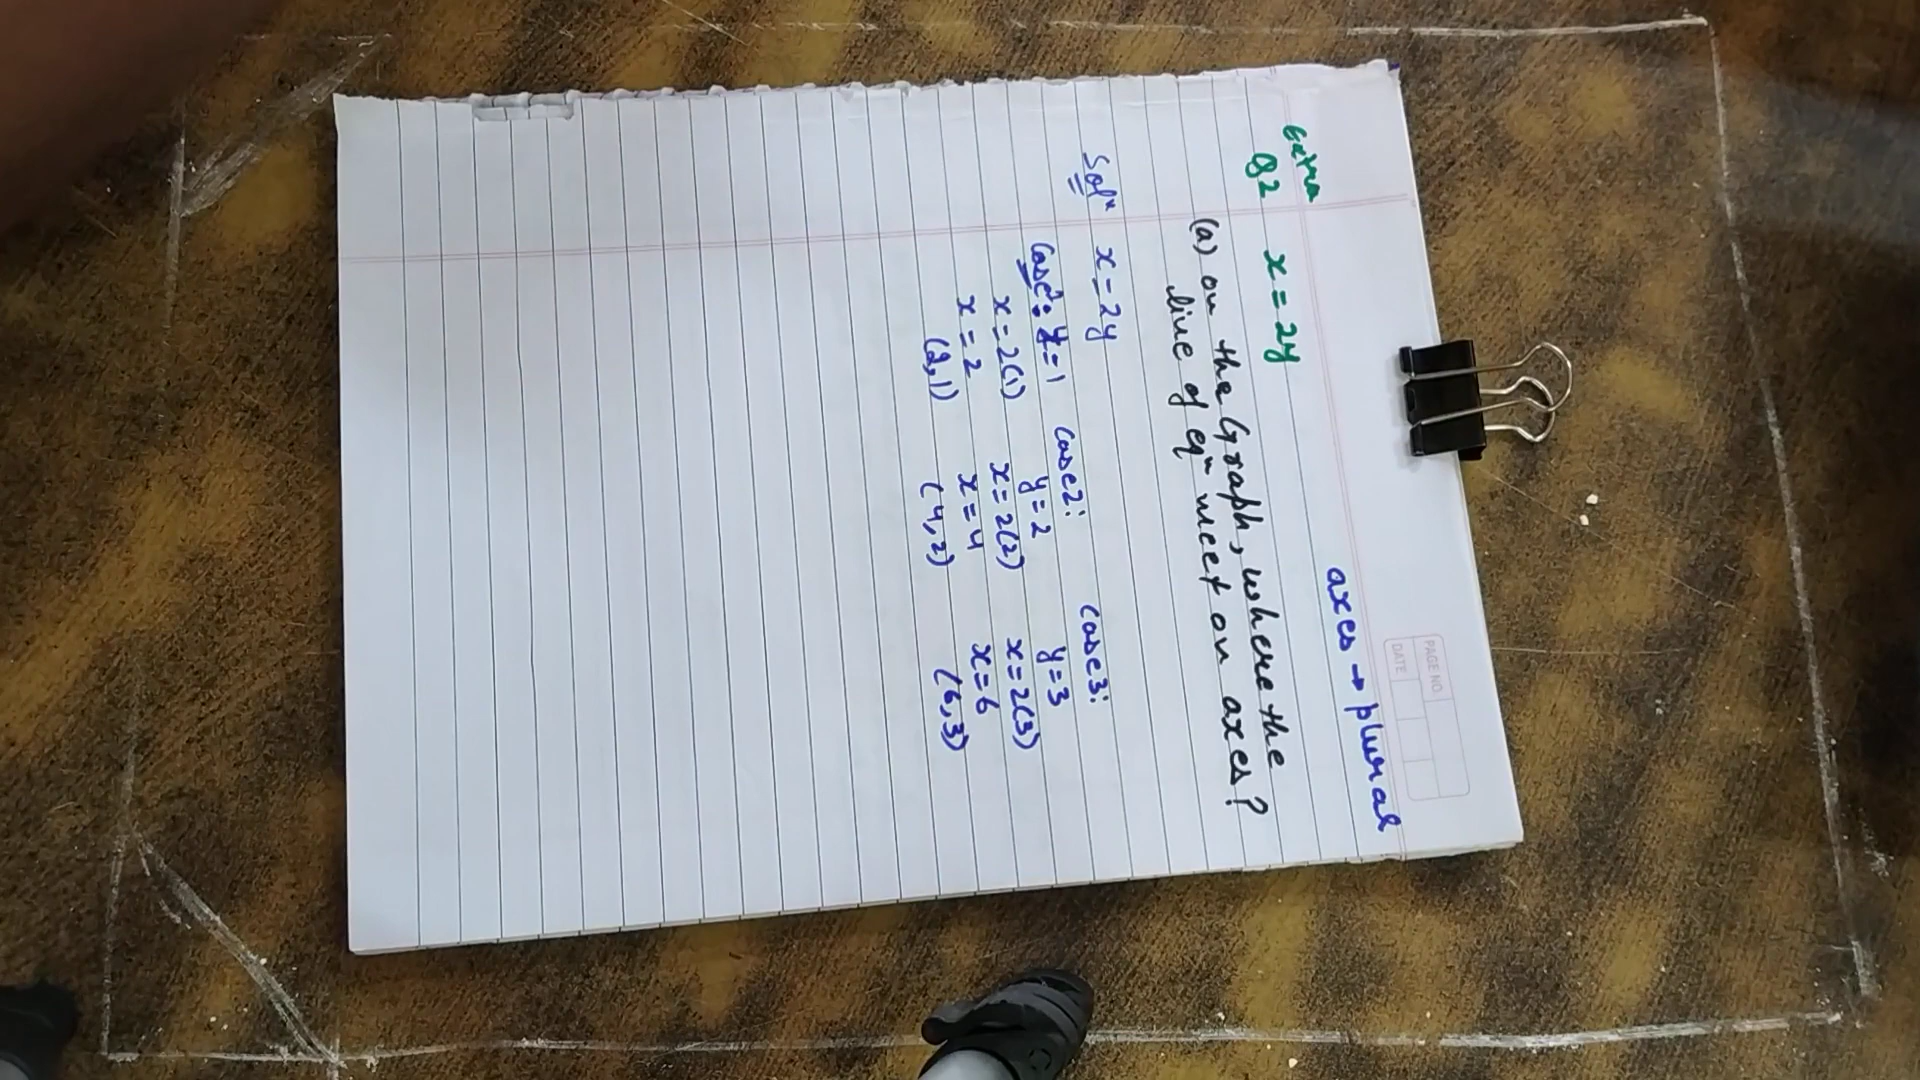 axes → plural
PAGE NO.
DATE
extra
Q2 x = 2y
(a) on the Graph, where the
line of eqn meet on axes?
Soln x = 2y
Case: y = 1
x = 2(1)
x = 2
(2,1)
Case2:
y = 2
x = 2(2)
x = 4
(4,2)
Case3:
y = 3
x = 2(3)
x = 6
(6,3)